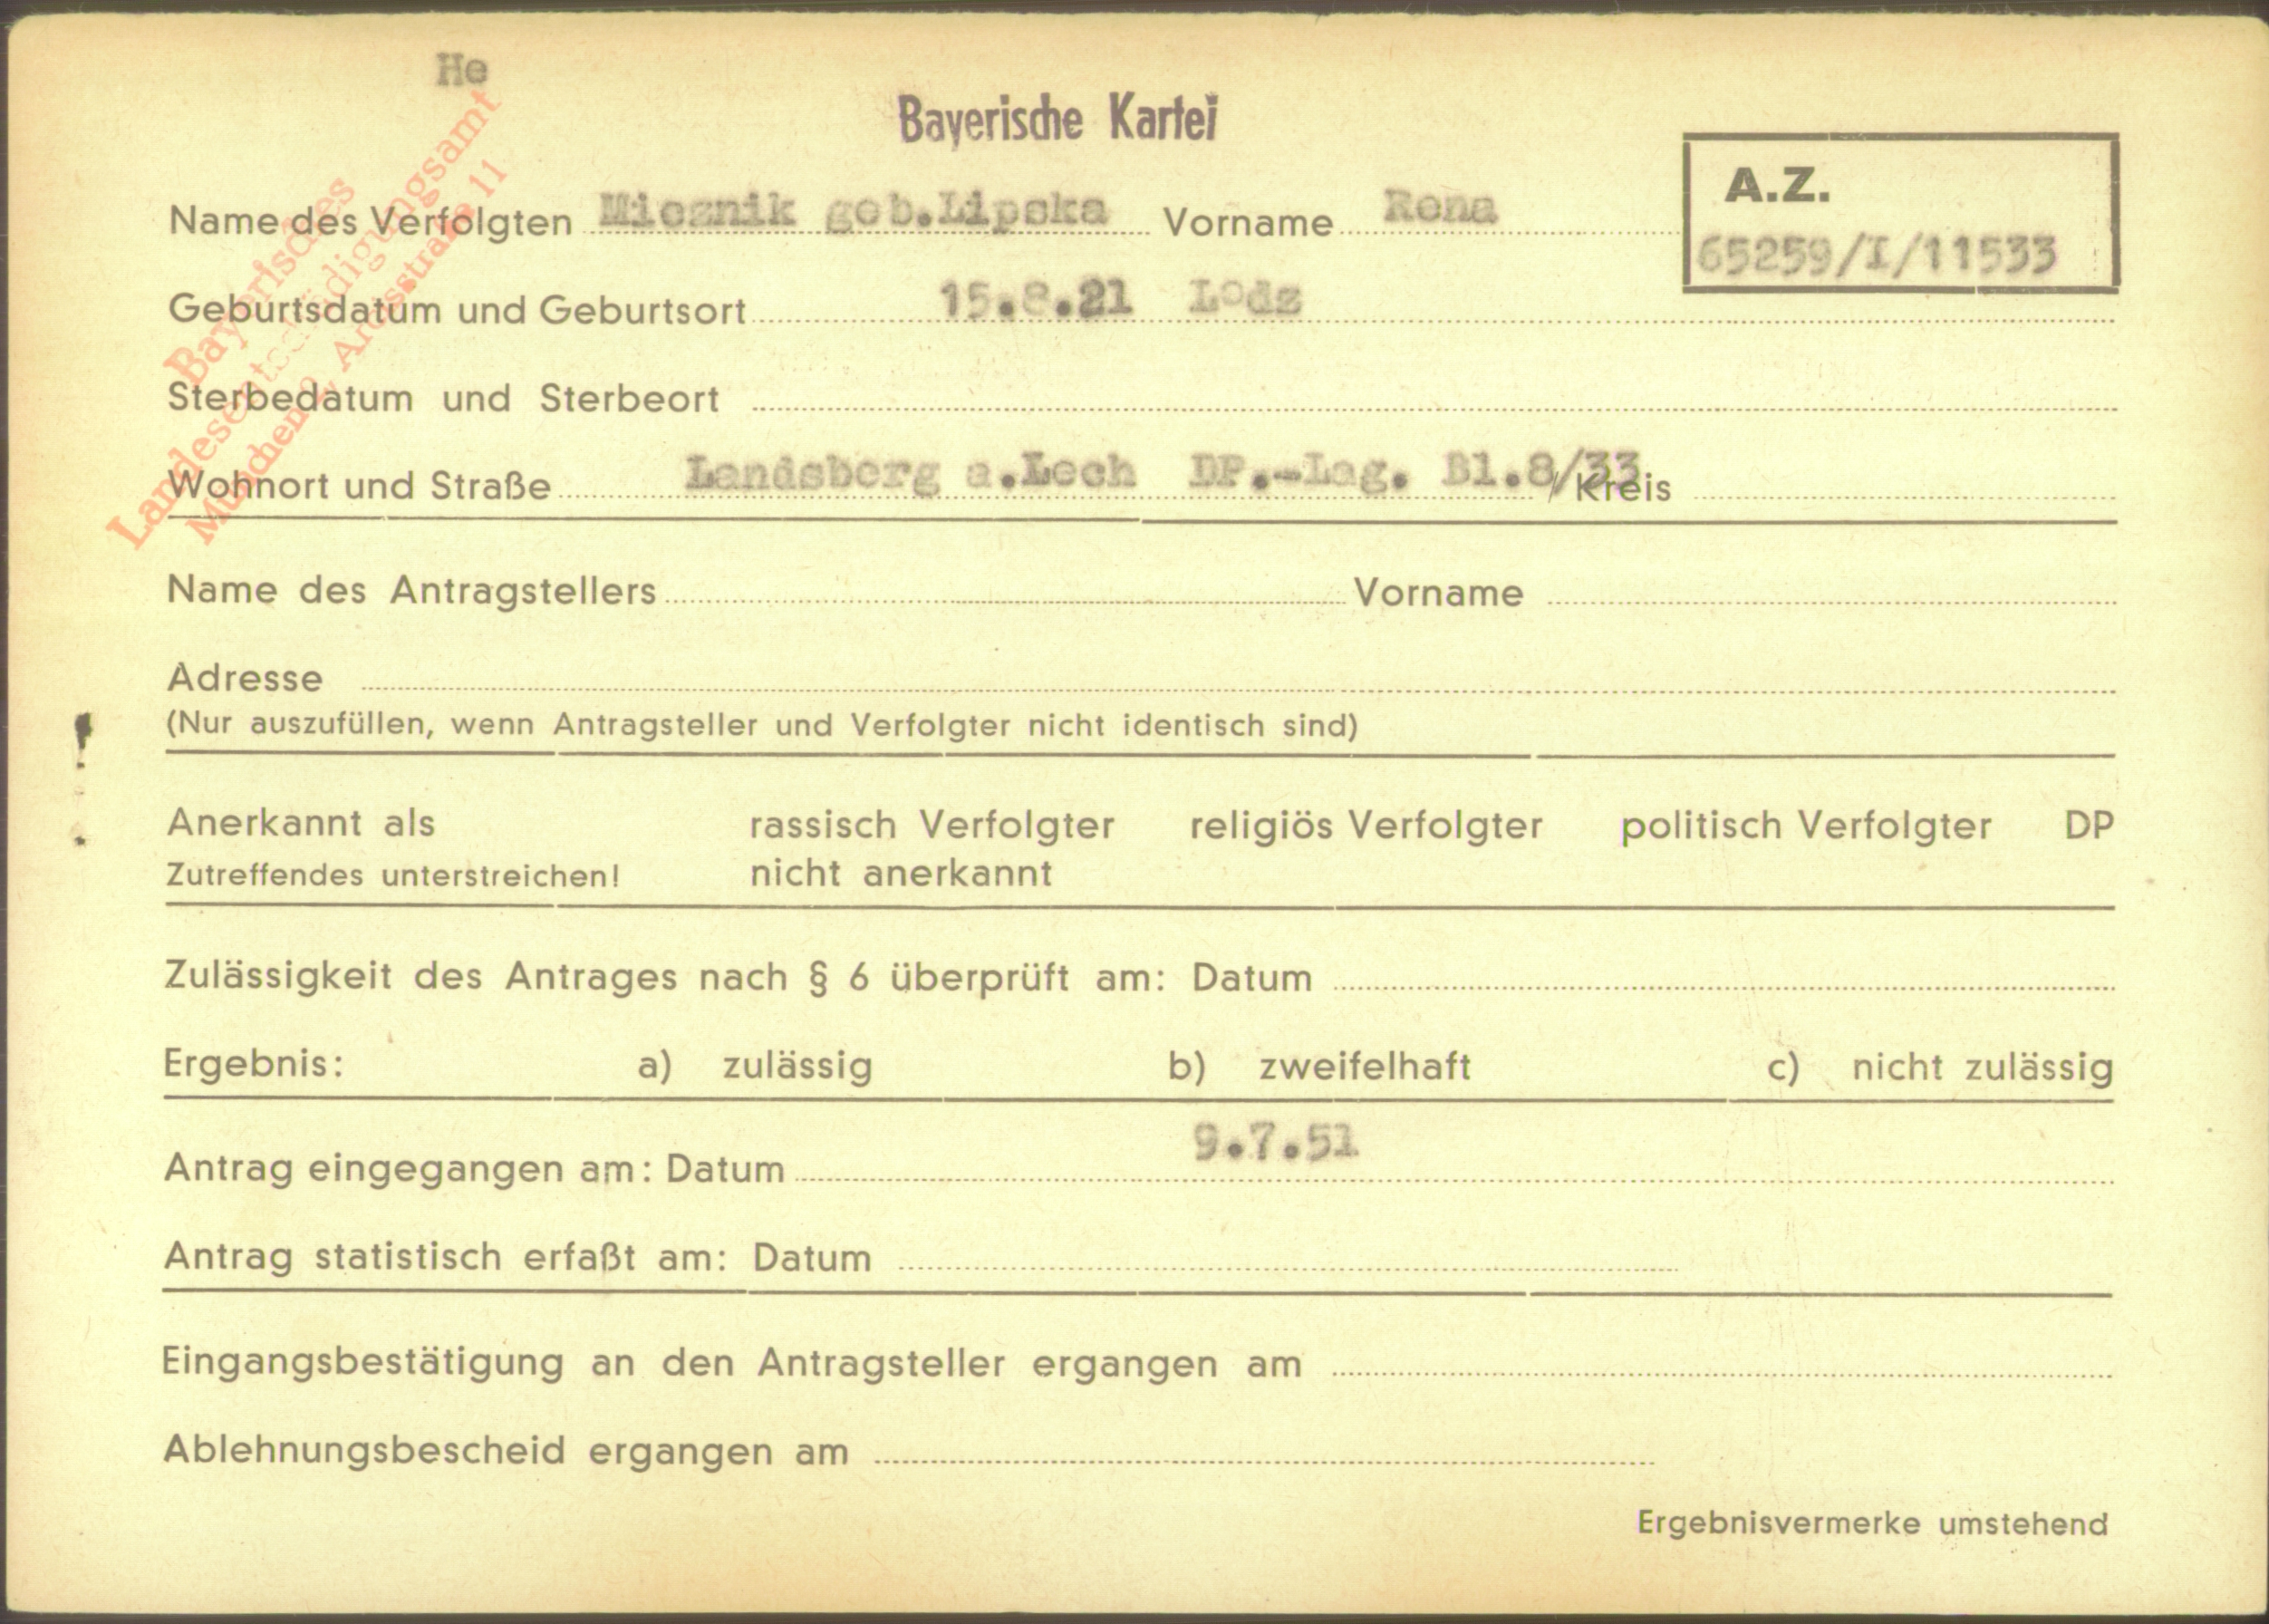 He
Bayerische Kartei
Bayerisches
Landesentschädigungsamt
München 2, Arcisstraße 11
A.Z.
65259/I/11533
Name des Verfolgten Miesnik geb.Lipska Vorname Rena
Geburtsdatum und Geburtsort 15.8.21 Lodz
Sterbedatum und Sterbeort
Wohnort und Straße Landsberg a.Lech DP.-Lag. Bl.8/33 / Kreis
Name des Antragstellers Vorname
Adresse
(Nur auszufüllen, wenn Antragsteller und Verfolgter nicht identisch sind)
Anerkannt als rassisch Verfolgter religiös Verfolgter politisch Verfolgter DP
Zutreffendes unterstreichen! nicht anerkannt
Zulässigkeit des Antrages nach § 6 überprüft am: Datum
Ergebnis: a) zulässig b) zweifelhaft c) nicht zulässig
Antrag eingegangen am: Datum 9.7.51
Antrag statistisch erfaßt am: Datum
Eingangsbestätigung an den Antragsteller ergangen am
Ablehnungsbescheid ergangen am
Ergebnisvermerke umstehend